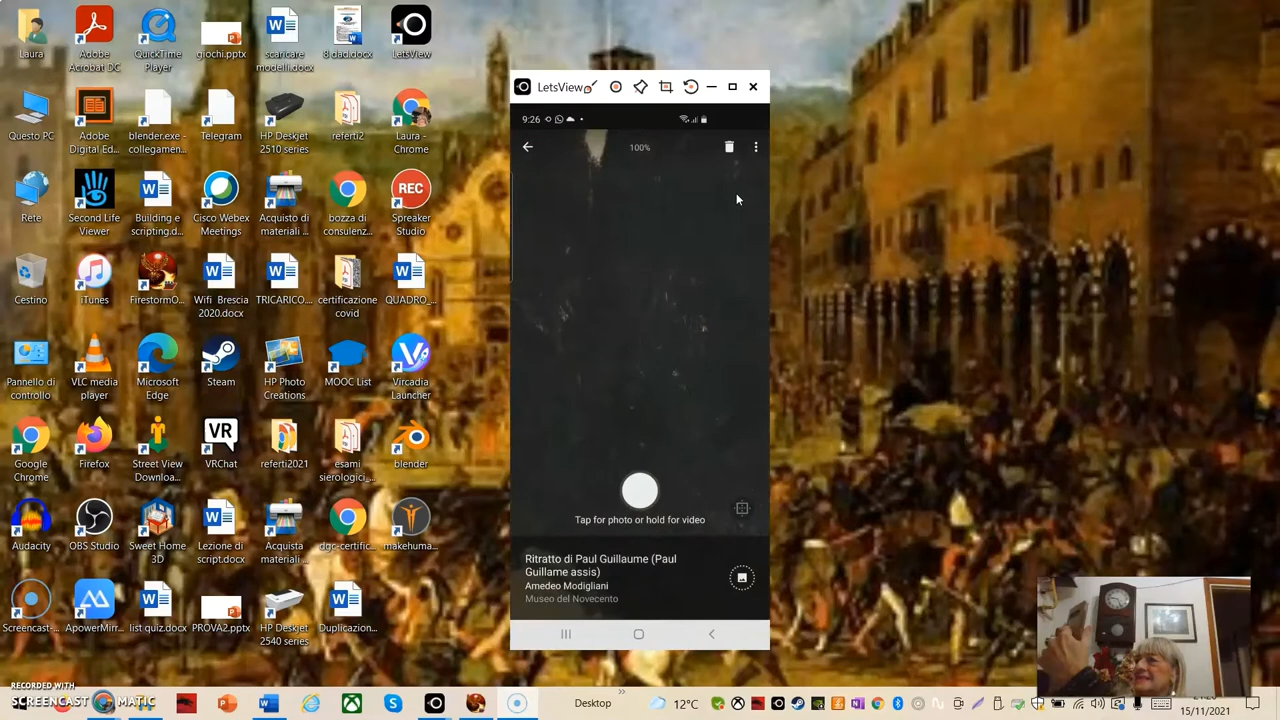 Laura
Adobe
Acrobat DC
QuickTime
Player
giochi.pptx
scaricare
modelli.docx
8.dad.docx
LetsView
Questo PC
Adobe
Digital Ed...
blender.exe -
collegamen...
Telegram
HP Deskjet
2510 series
referti2
Laura -
Chrome
Rete
Second Life
Viewer
Building e
scripting.d...
Cisco Webex
Meetings
Acquisto di
materiali ...
bozza di
consulenz...
REC
Spreaker
Studio
Cestino
iTunes
FirestormO...
Wifi Brescia
2020.docx
TRICARICO....
certificazione
covid
QUADRO_...
Pannello di
controllo
VLC media
player
Microsoft
Edge
Steam
HP Photo
Creations
MOOC List
Vircadia
Launcher
Google
Chrome
Firefox
Street View
Downloa...
VR
VRChat
referti2021
esami
sierologici_...
blender
Audacity
OBS Studio
Sweet Home
3D
Lezione di
script.docx
Acquista
materiali ...
dgc-certific...
makehuma...
Screencast-...
ApowerMirr...
list quiz.docx
PROVA2.pptx
HP Deskjet
2540 series
Duplicazion...
LetsView
9:26
100%
Tap for photo or hold for video
Ritratto di Paul Guillaume (Paul
Guillame assis)
Amedeo Modigliani
Museo del Novecento
RECORDED WITH
SCREENCAST MATIC
Desktop
12°C
15/11/2021